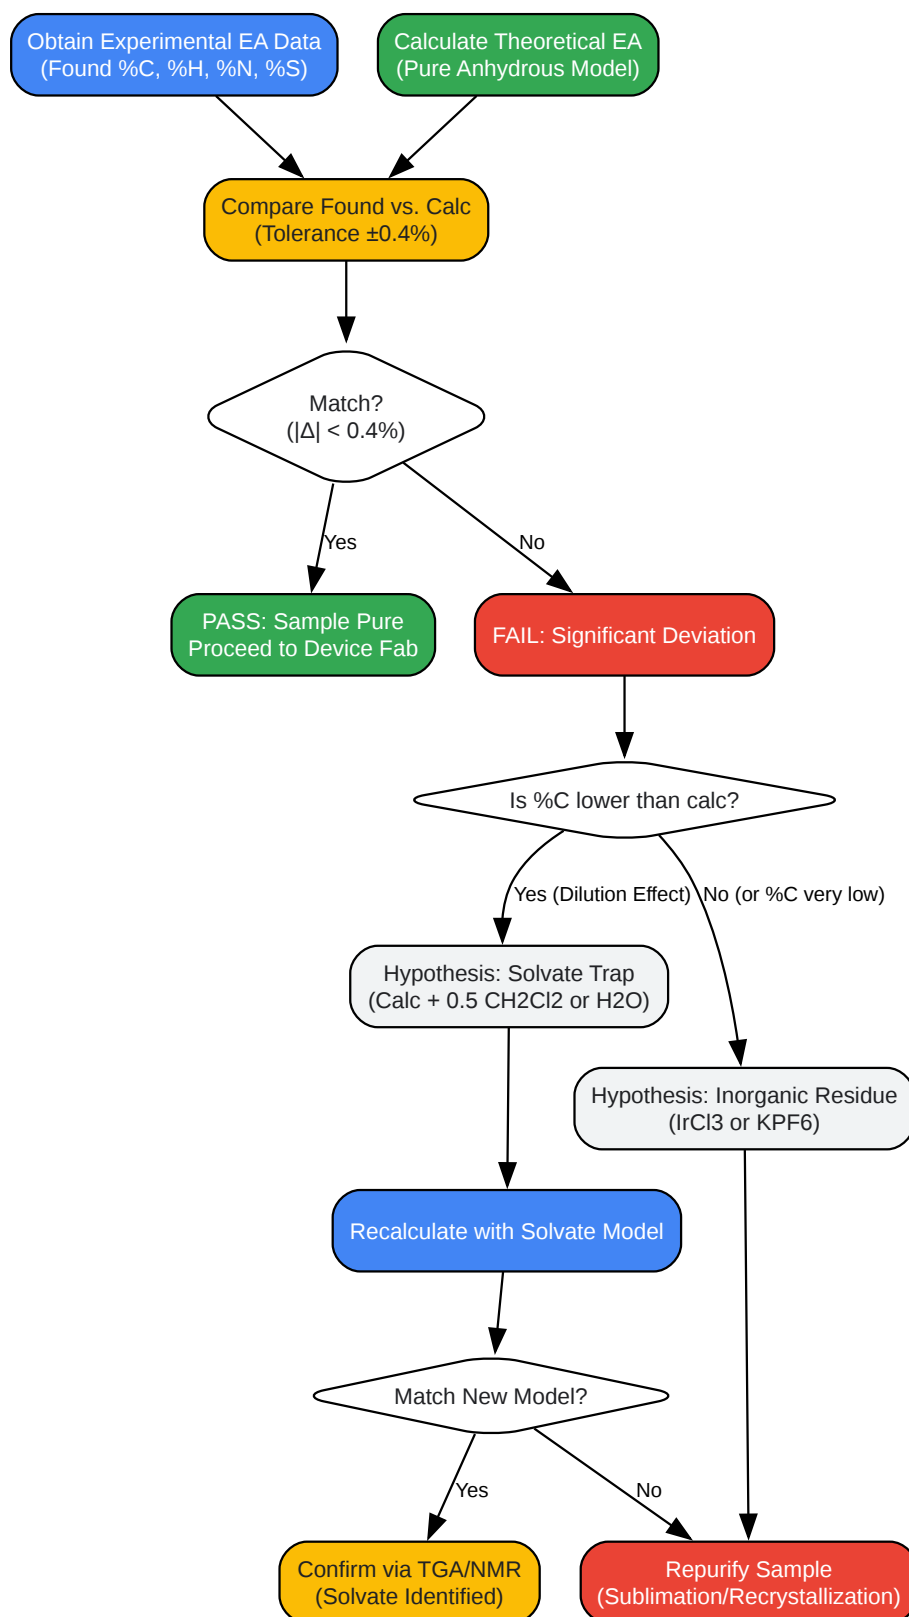 Obtain Experimental EA Data
(Found %C, %H, %N, %S)
Calculate Theoretical EA
(Pure Anhydrous Model)
Compare Found vs. Calc
(Tolerance ±0.4%)
Match?
(|Δ| < 0.4%)
Yes
No
PASS: Sample Pure
Proceed to Device Fab
FAIL: Significant Deviation
Is %C lower than calc?
Yes (Dilution Effect)
No (or %C very low)
Hypothesis: Solvate Trap
(Calc + 0.5 CH2Cl2 or H2O)
Hypothesis: Inorganic Residue
(IrCl3 or KPF6)
Recalculate with Solvate Model
Match New Model?
Yes
No
Confirm via TGA/NMR
(Solvate Identified)
Repurify Sample
(Sublimation/Recrystallization)